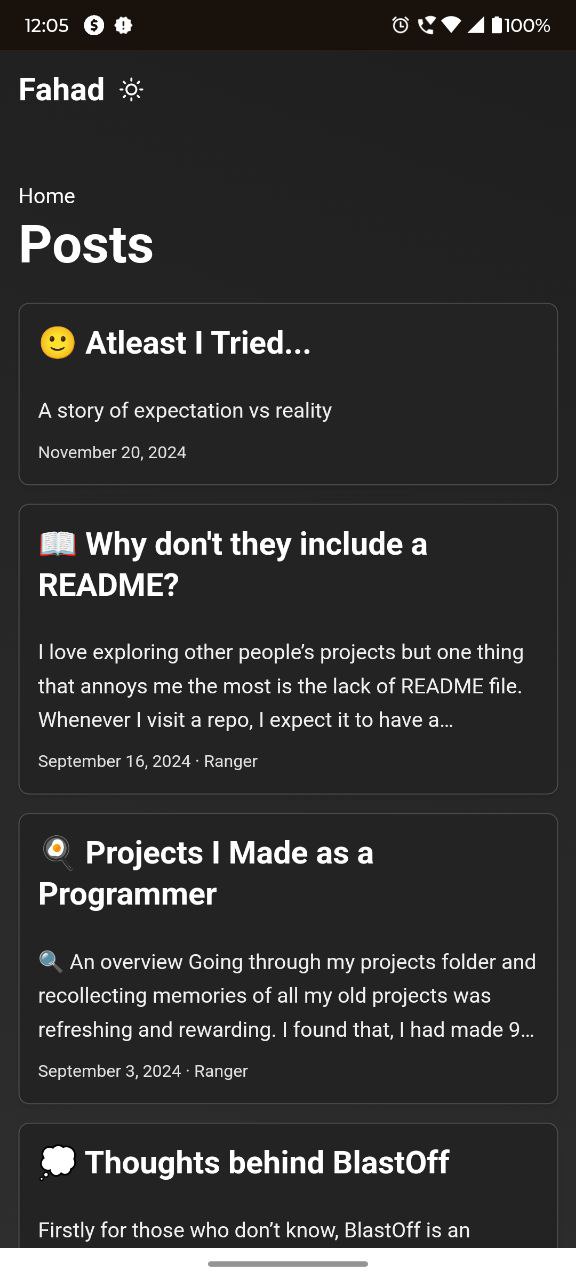 12:05
100%
Fahad
Home
Posts
🙂 Atleast I Tried...
A story of expectation vs reality
November 20, 2024
📖 Why don't they include a
README?
I love exploring other people’s projects but one thing
that annoys me the most is the lack of README file.
Whenever I visit a repo, I expect it to have a…
September 16, 2024 · Ranger
🍳 Projects I Made as a
Programmer
🔍 An overview Going through my projects folder and
recollecting memories of all my old projects was
refreshing and rewarding. I found that, I had made 9…
September 3, 2024 · Ranger
💭 Thoughts behind BlastOff
Firstly for those who don’t know, BlastOff is an